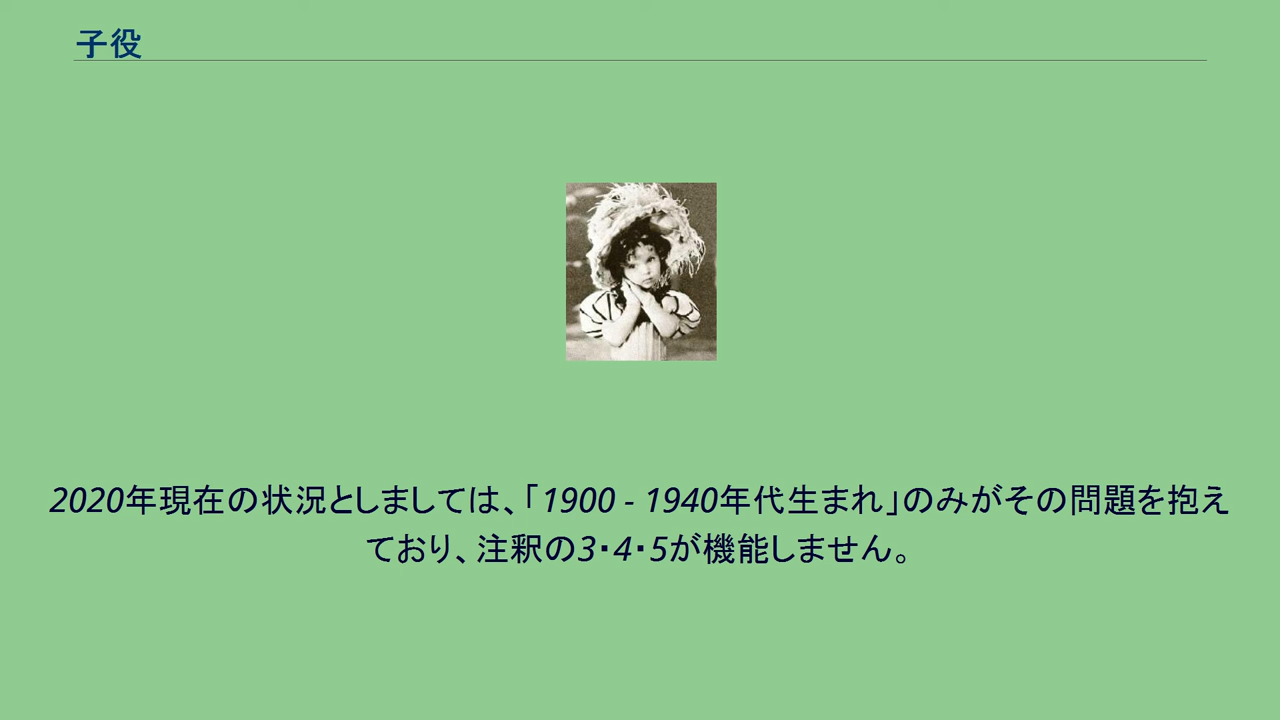 子役
2020年現在の状況としましては、「1900 - 1940年代生まれ」のみがその問題を抱え
ており、注釈の3・4・5が機能しません。